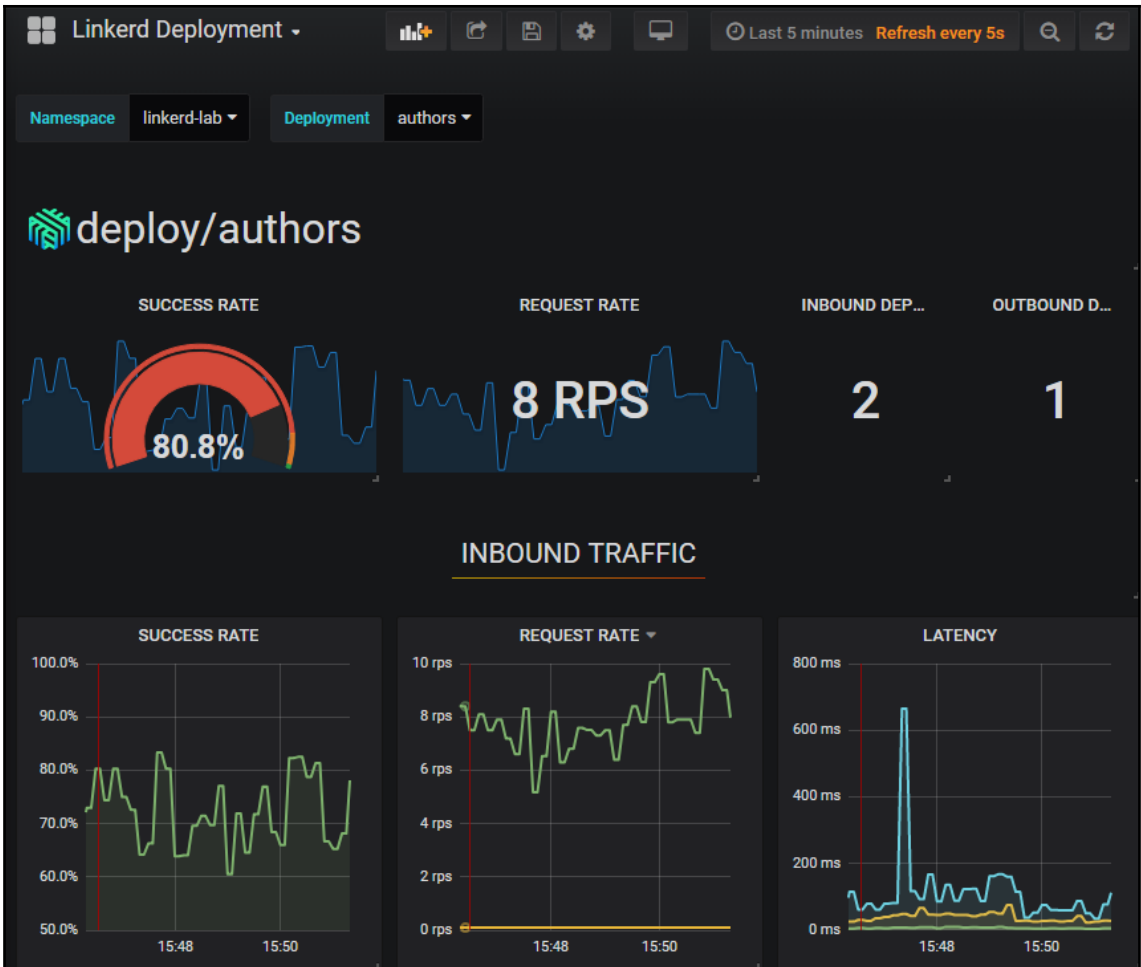 Linkerd Deployment
Last 5 minutes Refresh every 5s
Namespace linkerd-lab Deployment authors
deploy/authors
SUCCESS RATE
80.8%
REQUEST RATE
8 RPS
INBOUND DEP...
2
OUTBOUND D...
1
INBOUND TRAFFIC
SUCCESS RATE
100.0%
90.0%
80.0%
70.0%
60.0%
50.0%
15:48 15:50
REQUEST RATE
10 rps
8 rps
6 rps
4 rps
2 rps
0 rps
15:48 15:50
LATENCY
800 ms
600 ms
400 ms
200 ms
0 ms
15:48 15:50